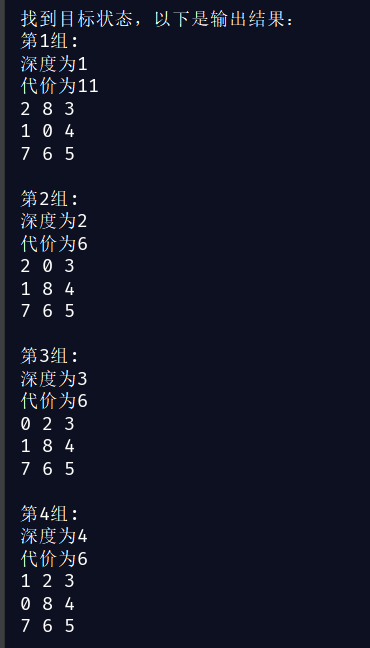 找到目标状态，以下是输出结果：
第1组：
深度为1
代价为11
2 8 3
1 0 4
7 6 5
第2组：
深度为2
代价为6
2 0 3
1 8 4
7 6 5
第3组：
深度为3
代价为6
0 2 3
1 8 4
7 6 5
第4组：
深度为4
代价为6
1 2 3
0 8 4
7 6 5